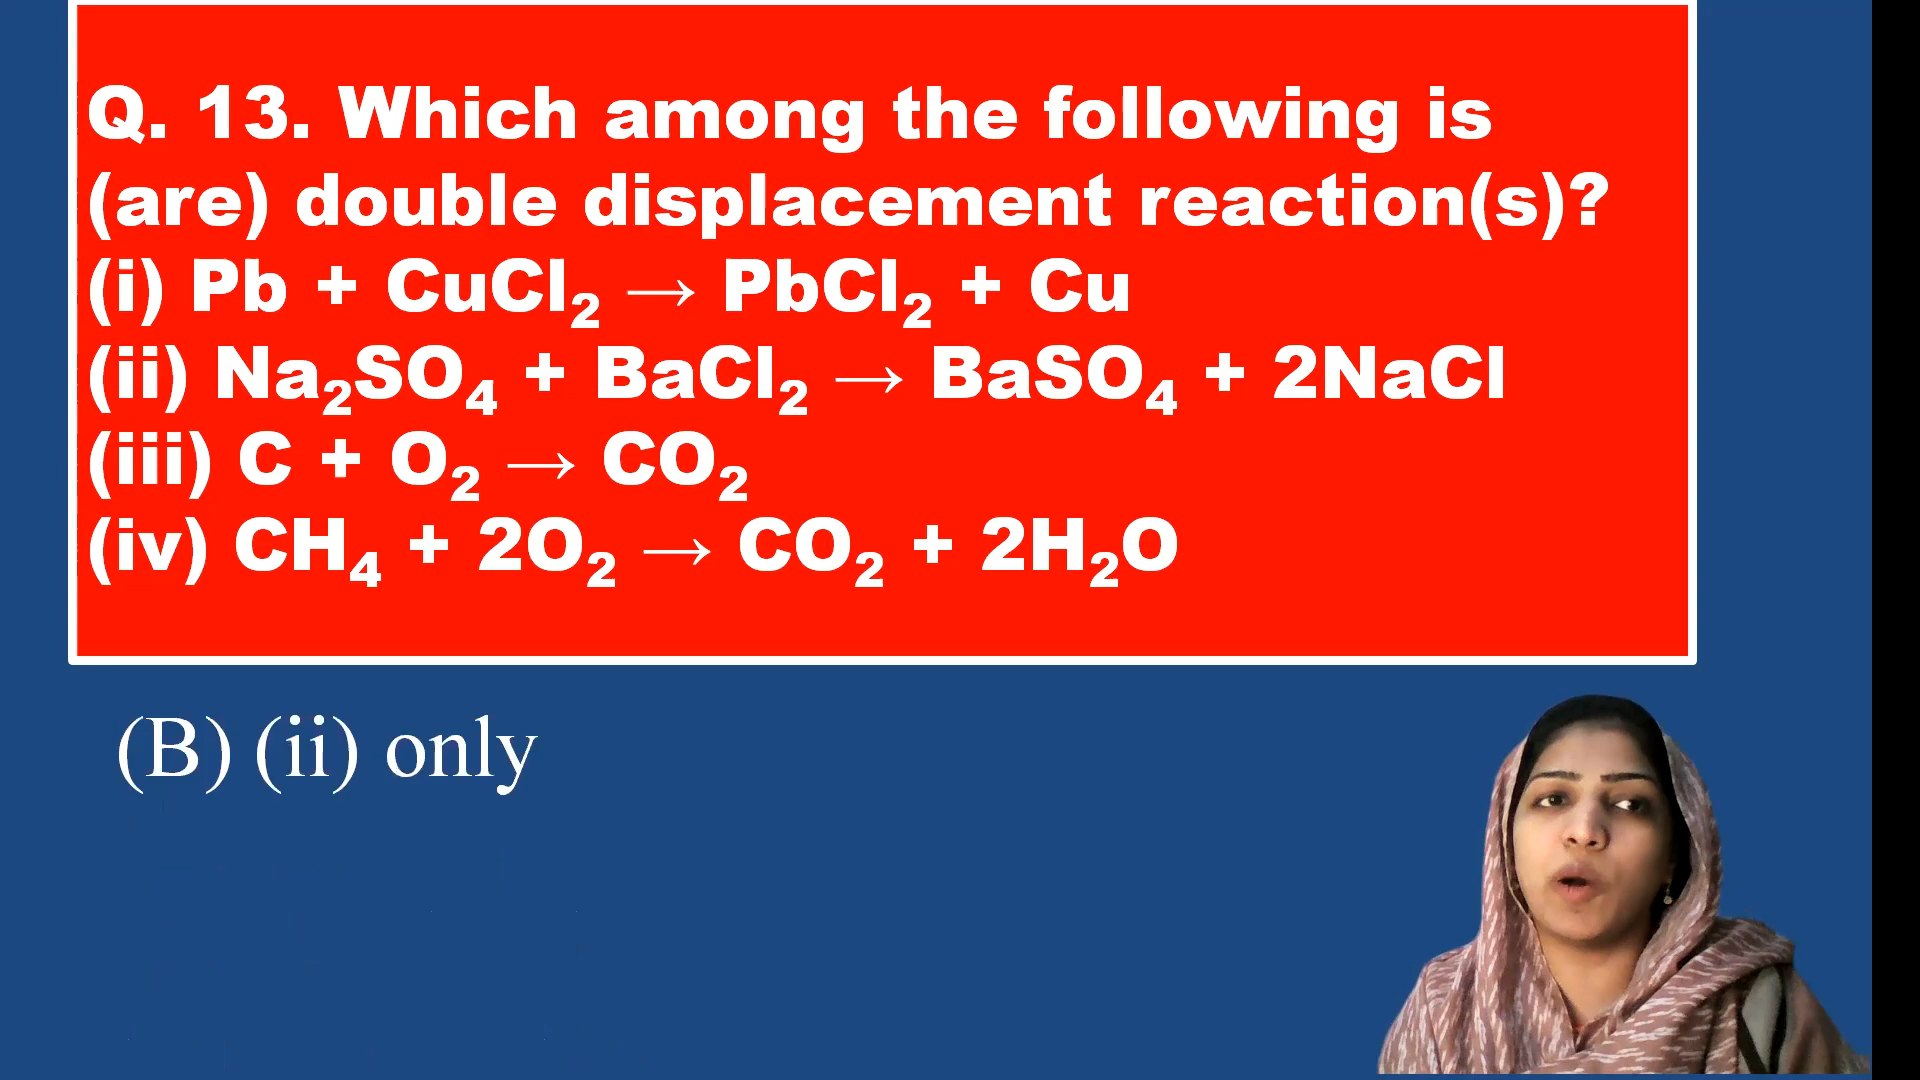 Q. 13. Which among the following is
(are) double displacement reaction(s)?
(i) Pb + CuCl₂ → PbCl₂ + Cu
(ii) Na₂SO₄ + BaCl₂ → BaSO₄ + 2NaCl
(iii) C + O₂ → CO₂
(iv) CH₄ + 2O₂ → CO₂ + 2H₂O
(B) (ii) only